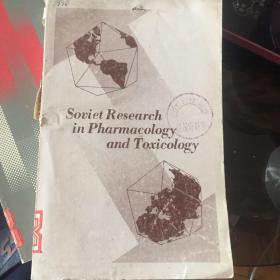 Soviet Research
in Pharmacology
and Toxicology